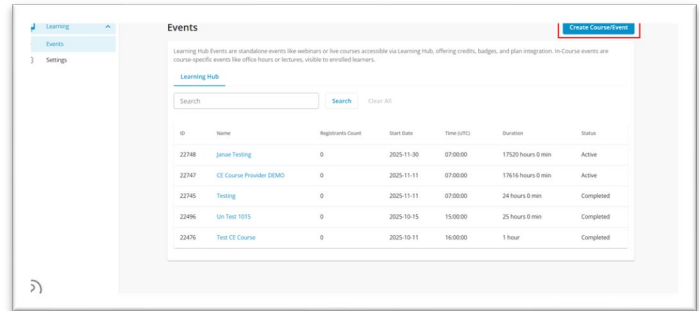 Learning
Events
Settings
Events
Create Course/Event
Learning Hub Events are standalone events like webinars or live courses accessible via Learning Hub, offering credits, badges, and plan integration. In-Course events are
course-specific events like office hours or lectures, visible to enrolled learners.
Learning Hub
Search Search Clear All
ID Name Registrants Count Start Date Time (UTC) Duration Status
22748 Janae Testing 0 2025-11-30 07:00:00 17520 hours 0 min Active
22747 CE Course Provider DEMO 0 2025-11-11 07:00:00 17616 hours 0 min Active
22745 Testing 0 2025-11-11 07:00:00 24 hours 0 min Completed
22496 Un Test 1015 0 2025-10-15 15:00:00 25 hours 0 min Completed
22476 Test CE Course 0 2025-10-11 16:00:00 1 hour Completed